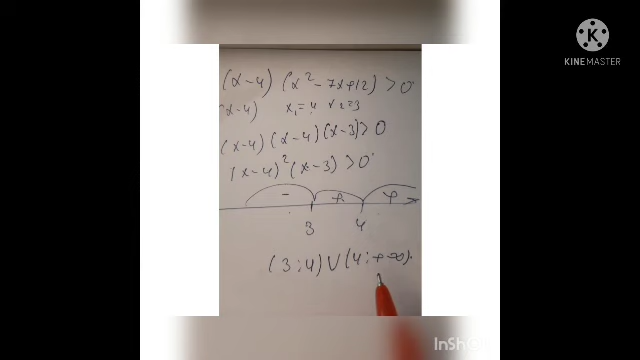 KINEMASTER
(x-4) (x² - 7x+12) > 0
(x-4) x₁ = 4 x₂ = 3
(x-4) (x-4) (x-3) > 0
(x-4)² (x-3) > 0
- + +
3 4
(3; 4) ∪ (4; +∞).
InSh